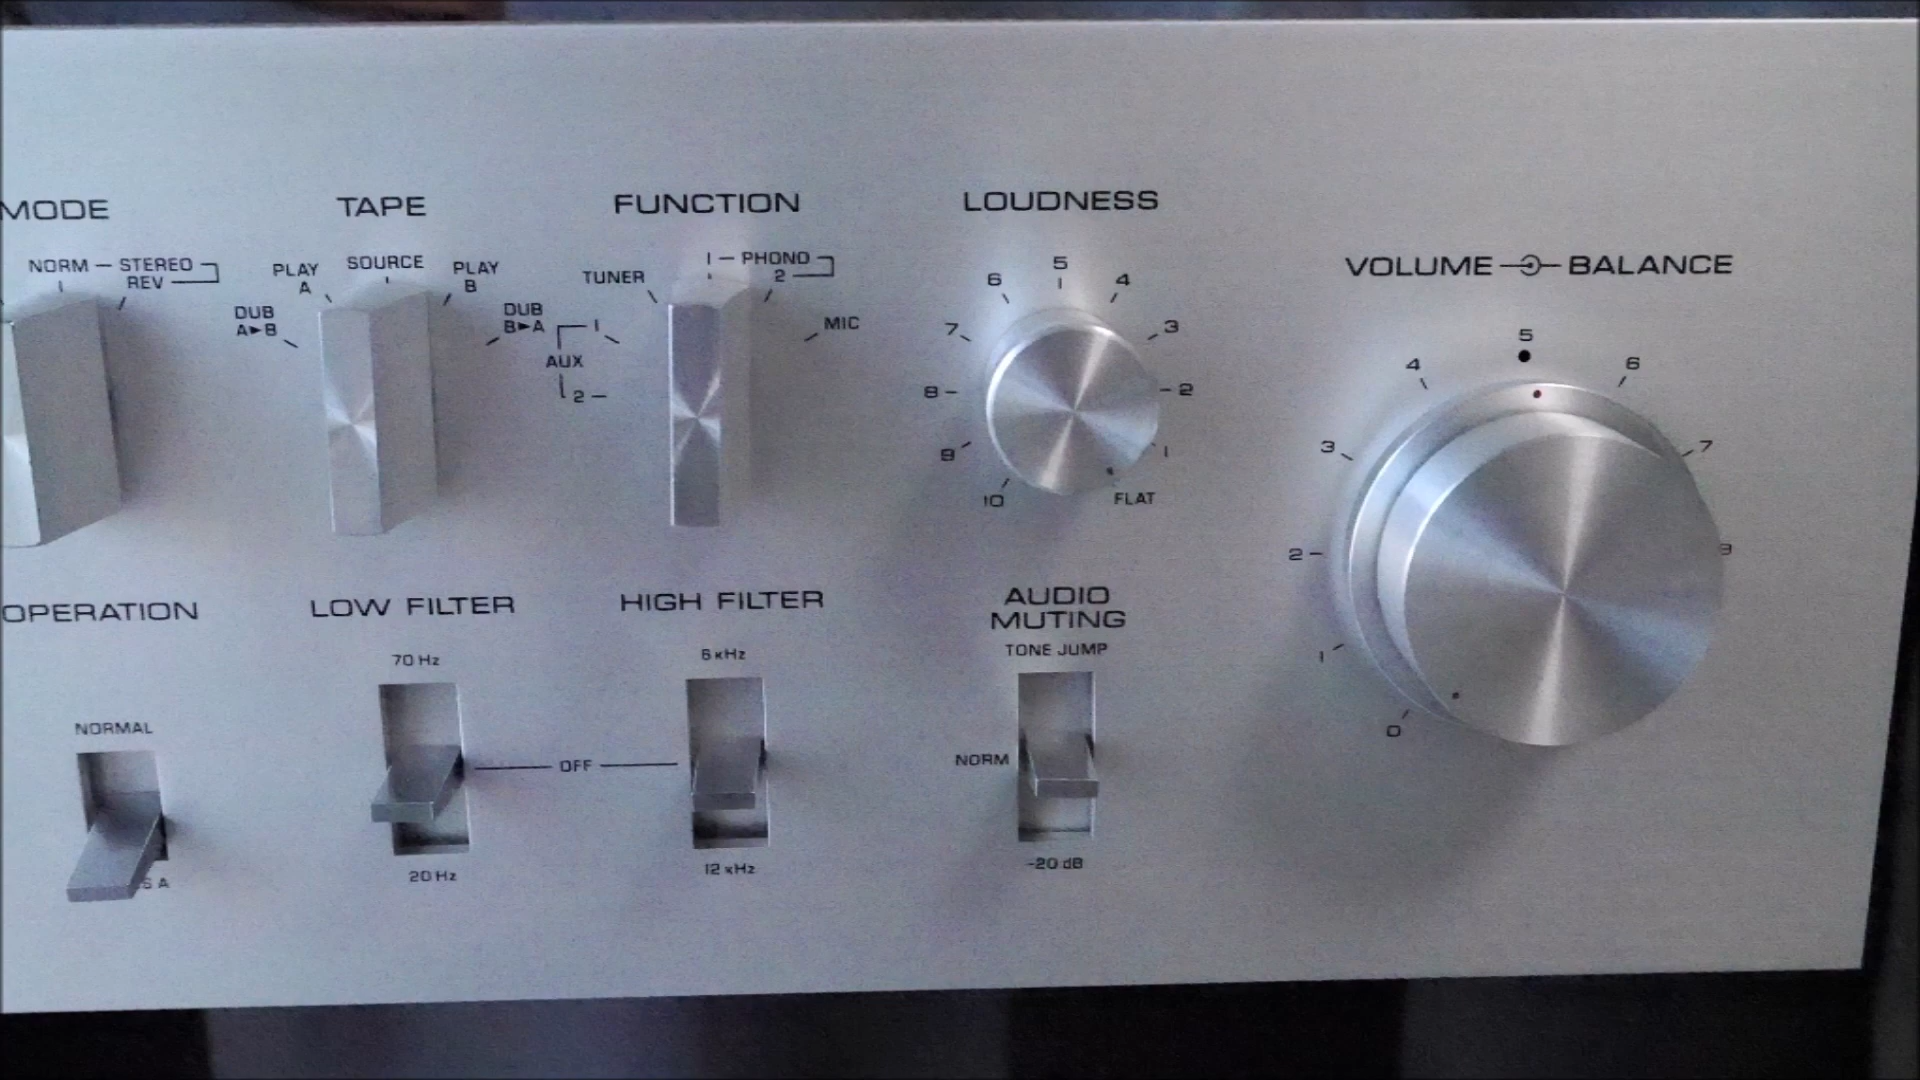 MODE
NORM — STEREO
REV
TAPE
DUB
A►B
PLAY
A
SOURCE
PLAY
B
DUB
B►A
FUNCTION
AUX
1
2
TUNER
1 — PHONO
2
MIC
LOUDNESS
10
9
8
7
6
5
4
3
2
1
FLAT
VOLUME BALANCE
0
1
2
3
4
5
6
7
OPERATION
NORMAL
LOW FILTER
70 Hz
20 Hz
OFF
HIGH FILTER
6 kHz
12 kHz
AUDIO
MUTING
TONE JUMP
NORM
-20 dB